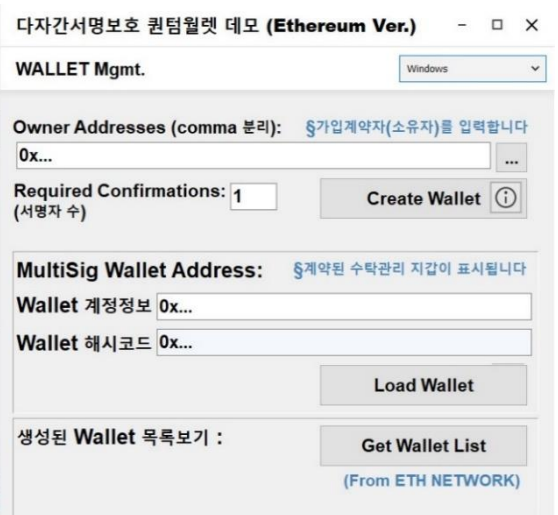 다자간서명보호 퀀텀월렛 데모 (Ethereum Ver.)
WALLET Mgmt.
Windows
Owner Addresses (comma 분리):
§가입계약자(소유자)를 입력합니다
0x...
...
Required Confirmations: 1
(서명자 수)
Create Wallet
MultiSig Wallet Address:
§계약된 수탁관리 지갑이 표시됩니다
Wallet 계정정보 0x...
Wallet 해시코드 0x...
Load Wallet
생성된 Wallet 목록보기 :
Get Wallet List
(From ETH NETWORK)